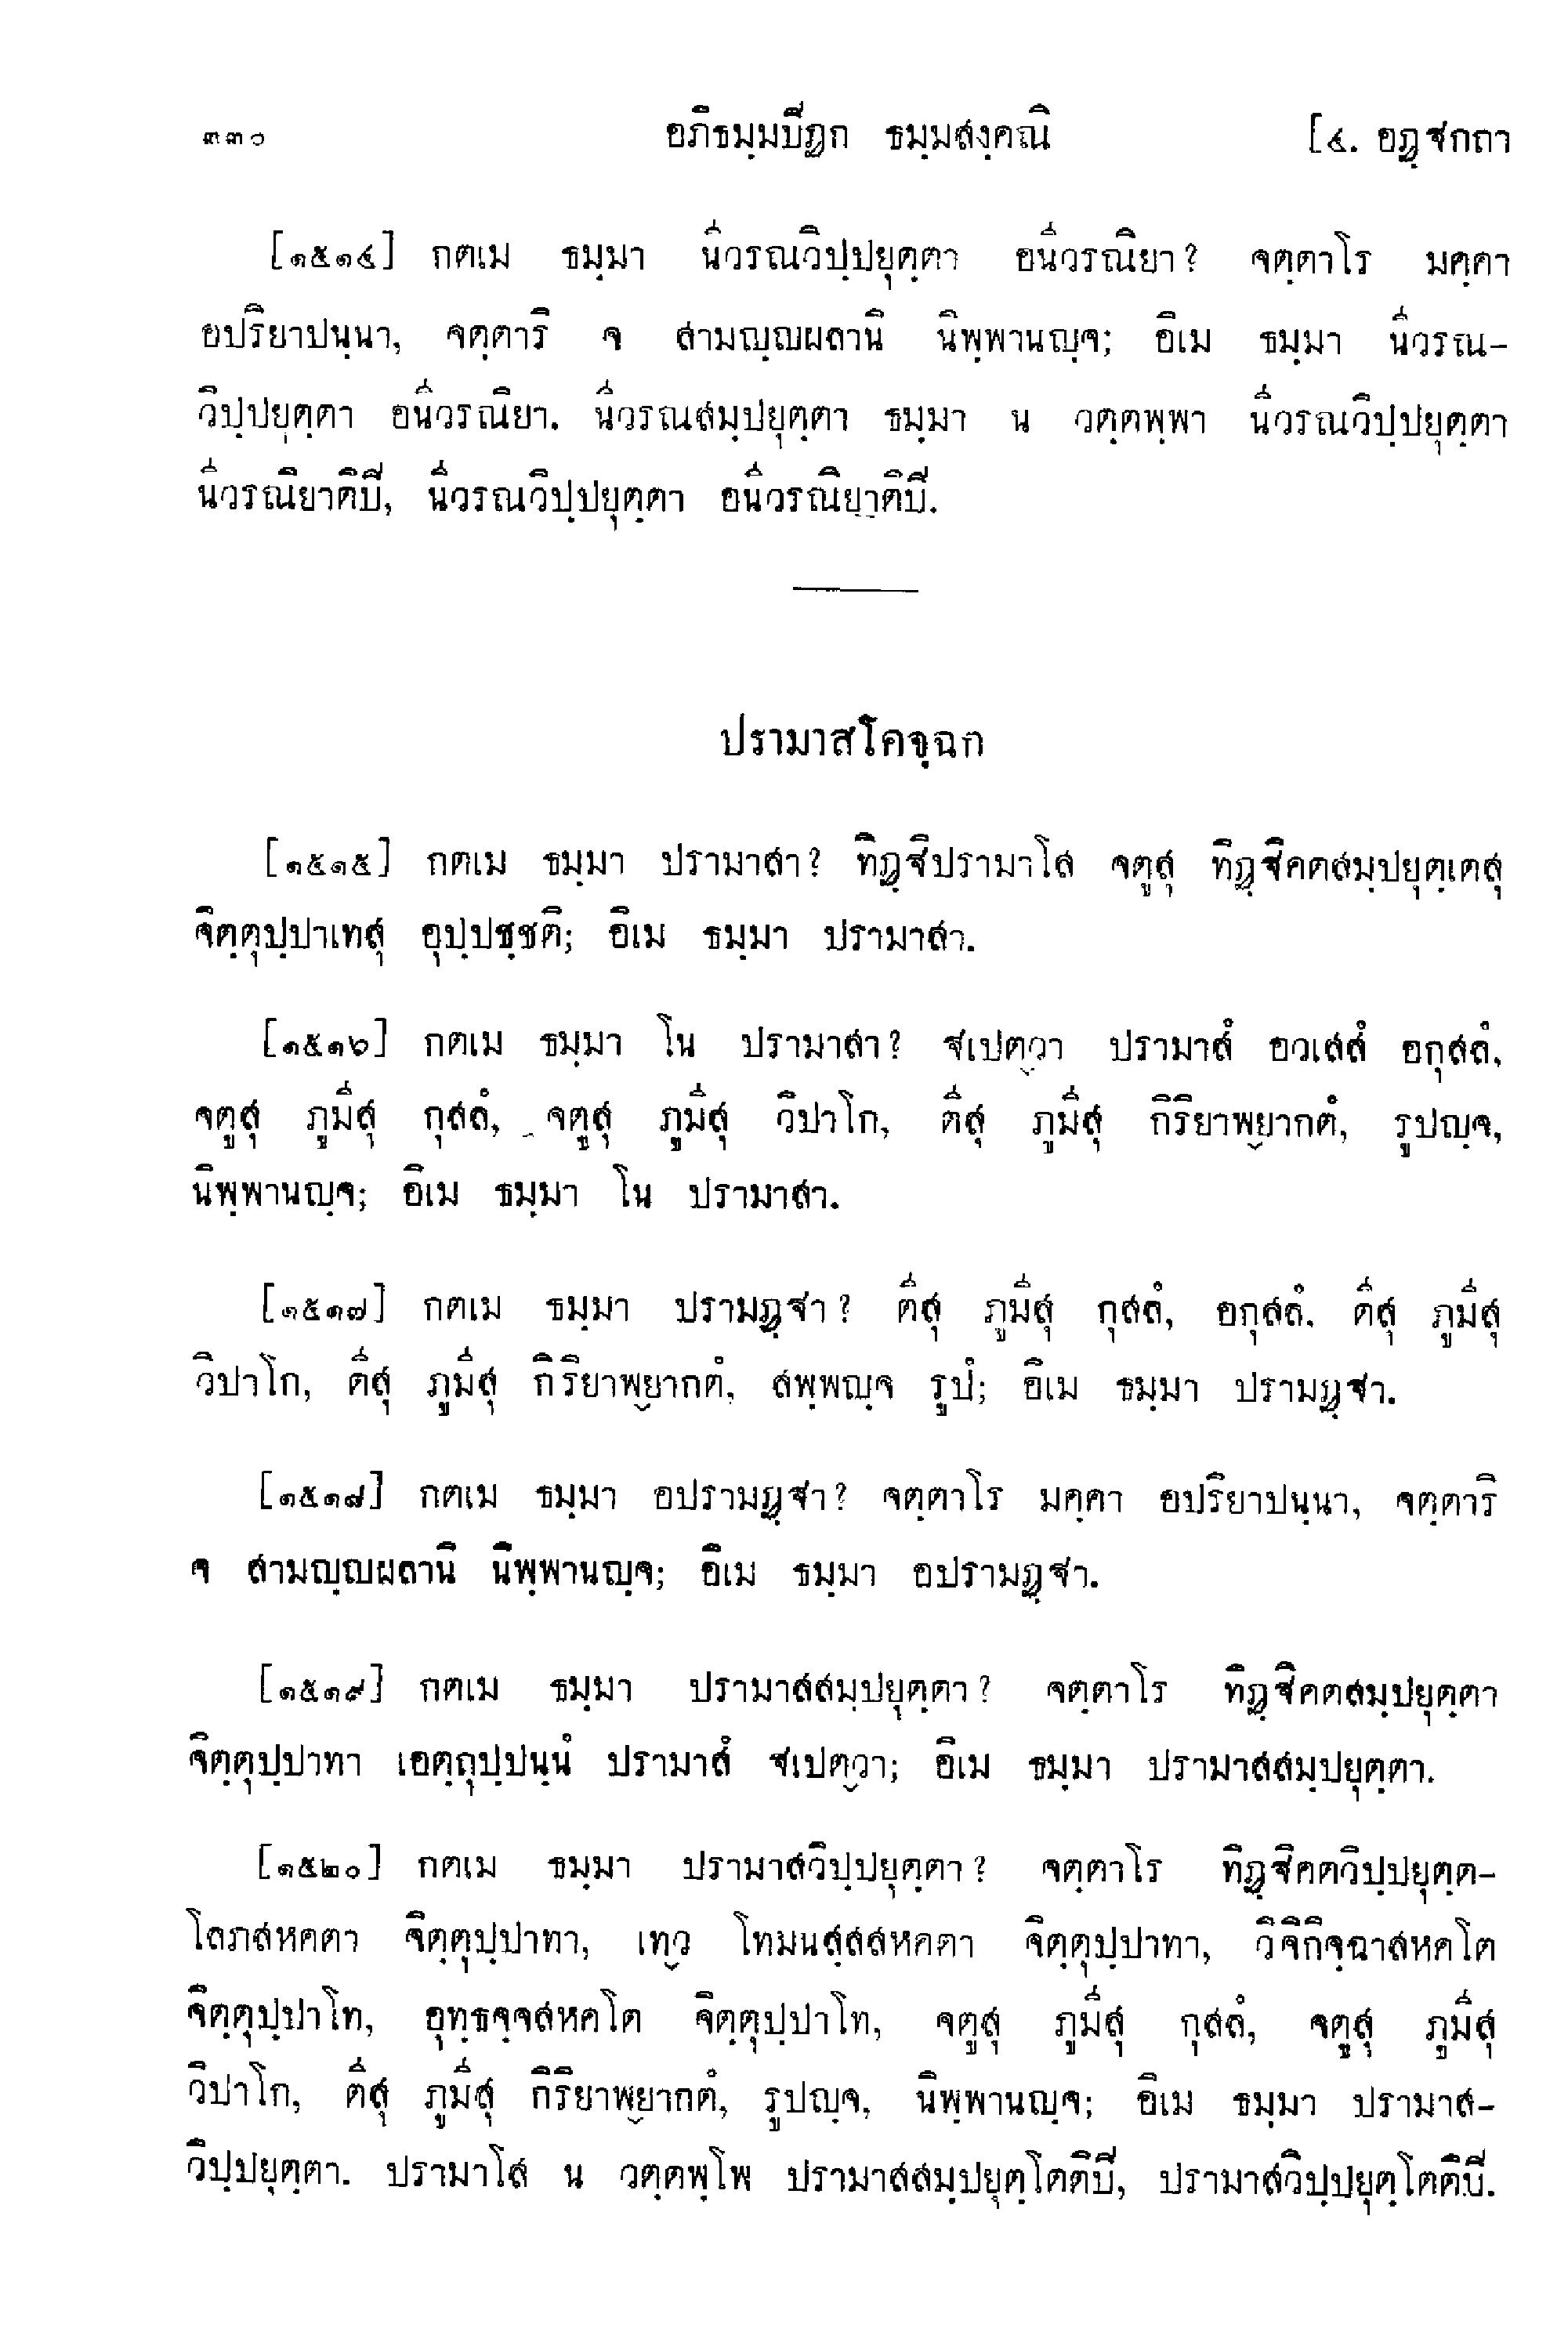 ๓๓๐ อภิธมฺมปิฏก ธมฺมสงฺคณิ [๔. อฏฺฐกถา
[๑๕๑๔] กตเม ธมฺมา นีวรณวิปฺปยุตฺตา อนีวรณิยา? จตฺตาโร มคฺคา
อปริยาปนฺนา, จตฺตาริ จ สามญฺญผลานิ นิพฺพานญฺจ; อิเม ธมฺมา นีวรณ-
วิปฺปยุตฺตา อนีวรณิยา. นีวรณสมฺปยุตฺตา ธมฺมา น วตฺตพฺพา นีวรณวิปฺปยุตฺตา
นีวรณิยาติปิ, นีวรณวิปฺปยุตฺตา อนีวรณิยาติปิ.
ปรามาสโคจฺฉก
[๑๕๑๕] กตเม ธมฺมา ปรามาสา? ทิฏฺฐิปรามาโส จตูสุ ทิฏฺฐิคตสมฺปยุตฺเตสุ
จิตฺตุปฺปาเทสุ อุปฺปชฺชติ; อิเม ธมฺมา ปรามาสา.
[๑๕๑๖] กตเม ธมฺมา โน ปรามาสา? ฐเปตฺวา ปรามาสํ อวเสสํ อกุสลํ,
จตูสุ ภูมีสุ กุสลํ, จตูสุ ภูมีสุ วิปาโก, ตีสุ ภูมีสุ กิริยาพฺยากตํ, รูปญฺจ,
นิพฺพานญฺจ; อิเม ธมฺมา โน ปรามาสา.
[๑๕๑๗] กตเม ธมฺมา ปรามฏฺฐา? ตีสุ ภูมีสุ กุสลํ, อกุสลํ, ตีสุ ภูมีสุ
วิปาโก, ตีสุ ภูมีสุ กิริยาพฺยากตํ, สพฺพญฺจ รูปํ; อิเม ธมฺมา ปรามฏฺฐา.
[๑๕๑๘] กตเม ธมฺมา อปรามฏฺฐา? จตฺตาโร มคฺคา อปริยาปนฺนา, จตฺตาริ
จ สามญฺญผลานิ นิพฺพานญฺจ; อิเม ธมฺมา อปรามฏฺฐา.
[๑๕๑๙] กตเม ธมฺมา ปรามาสสมฺปยุตฺตา? จตฺตาโร ทิฏฺฐิคตสมฺปยุตฺตา
จิตฺตุปฺปาทา เอตฺถุปฺปนฺนํ ปรามาสํ ฐเปตฺวา; อิเม ธมฺมา ปรามาสสมฺปยุตฺตา.
[๑๕๒๐] กตเม ธมฺมา ปรามาสวิปฺปยุตฺตา? จตฺตาโร ทิฏฺฐิคตวิปฺปยุตฺต-
โลภสหคตา จิตฺตุปฺปาทา, เทฺว โทมนสฺสสหคตา จิตฺตุปฺปาทา, วิจิกิจฺฉาสหคโต
จิตฺตุปฺปาโท, อุทฺธจฺจสหคโต จิตฺตุปฺปาโท, จตูสุ ภูมีสุ กุสลํ, จตูสุ ภูมีสุ
วิปาโก, ตีสุ ภูมีสุ กิริยาพฺยากตํ, รูปญฺจ, นิพฺพานญฺจ; อิเม ธมฺมา ปรามาส-
วิปฺปยุตฺตา. ปรามาโส น วตฺตพฺโพ ปรามาสสมฺปยุตฺโตติปิ, ปรามาสวิปฺปยุตฺโตติปิ.